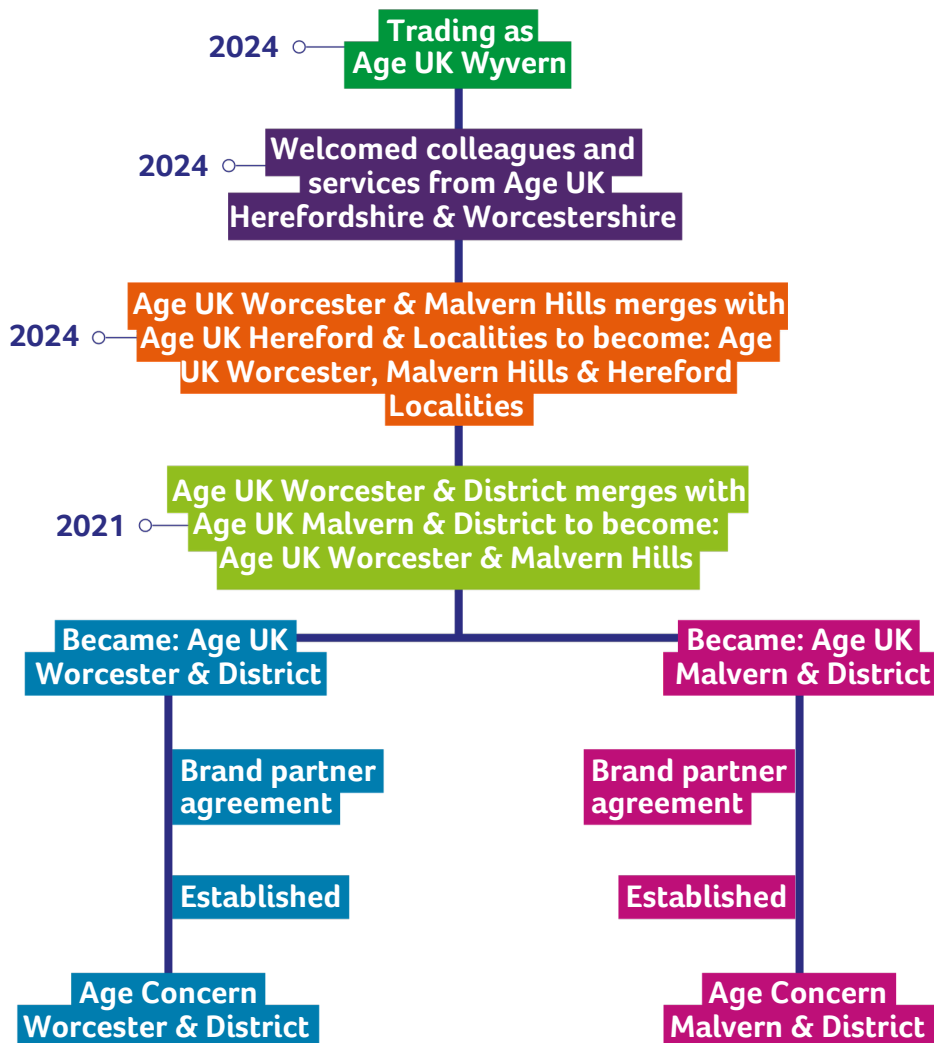 2024
Trading as
Age UK Wyvern
2024
Welcomed colleagues and
services from Age UK
Herefordshire & Worcestershire
2024
Age UK Worcester & Malvern Hills merges with
Age UK Hereford & Localities to become: Age
UK Worcester, Malvern Hills & Hereford
Localities
2021
Age UK Worcester & District merges with
Age UK Malvern & District to become:
Age UK Worcester & Malvern Hills
Became: Age UK
Worcester & District
Became: Age UK
Malvern & District
Brand partner
agreement
Brand partner
agreement
Established
Established
Age Concern
Worcester & District
Age Concern
Malvern & District